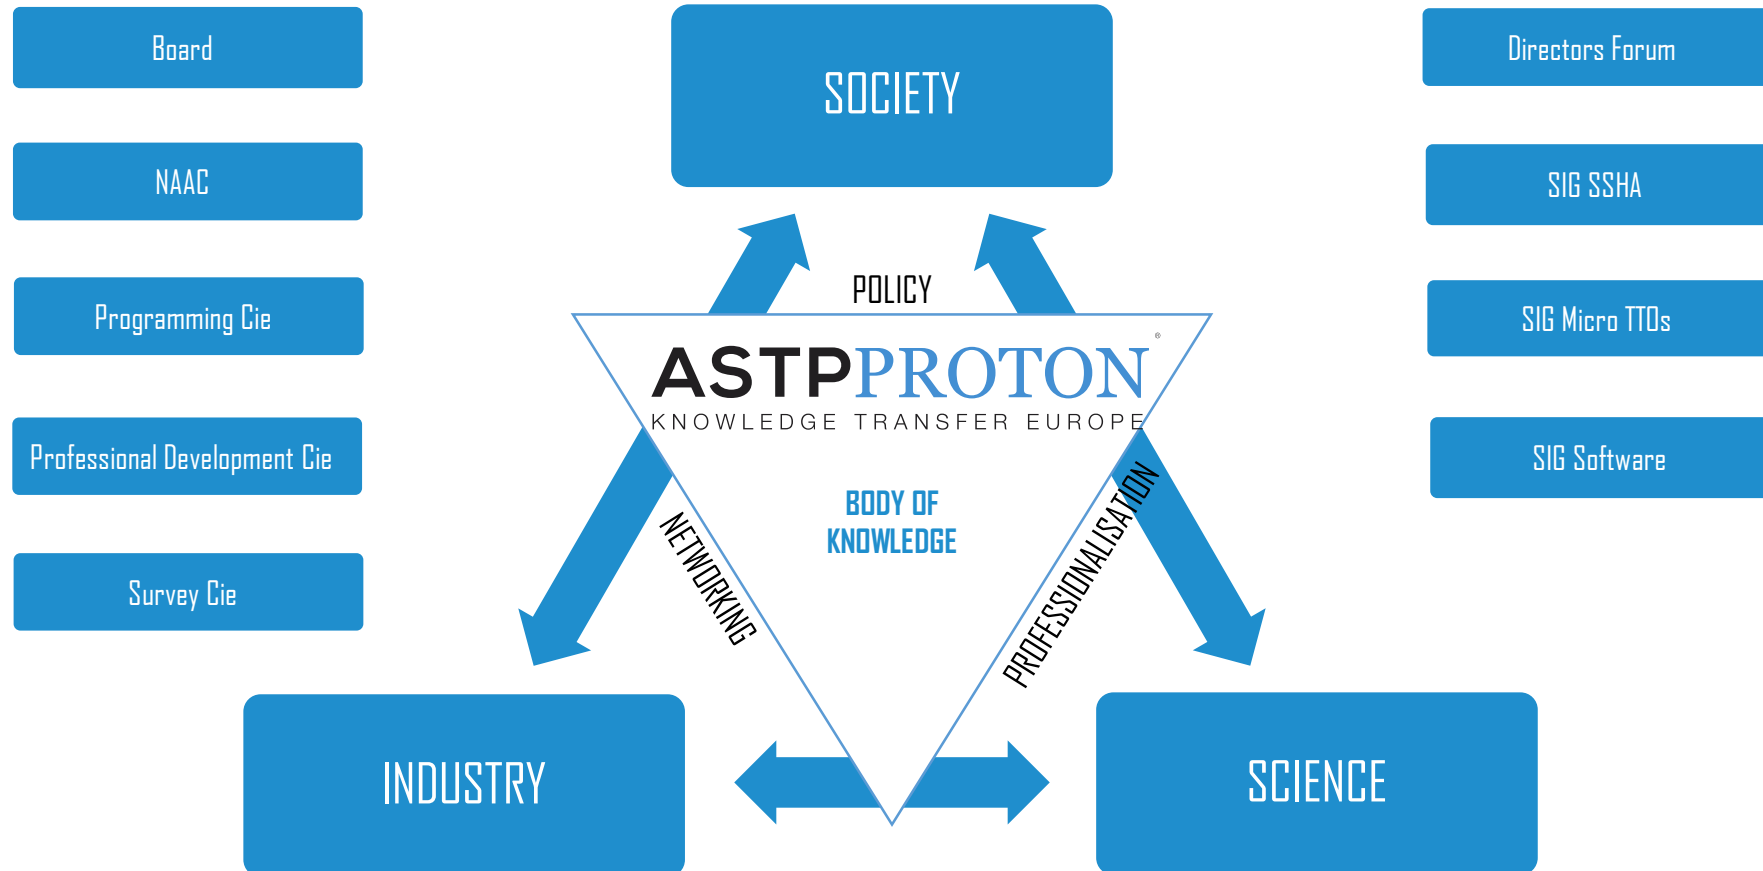 Board
NAAC
Programming Cie
Professional Development Cie
Survey Cie
SOCIETY
POLICY
ASTPPROTON®
KNOWLEDGE TRANSFER EUROPE
BODY OF
KNOWLEDGE
NETWORKING
PROFESSIONALISATION
INDUSTRY
SCIENCE
Directors Forum
SIG SSHA
SIG Micro TTOs
SIG Software